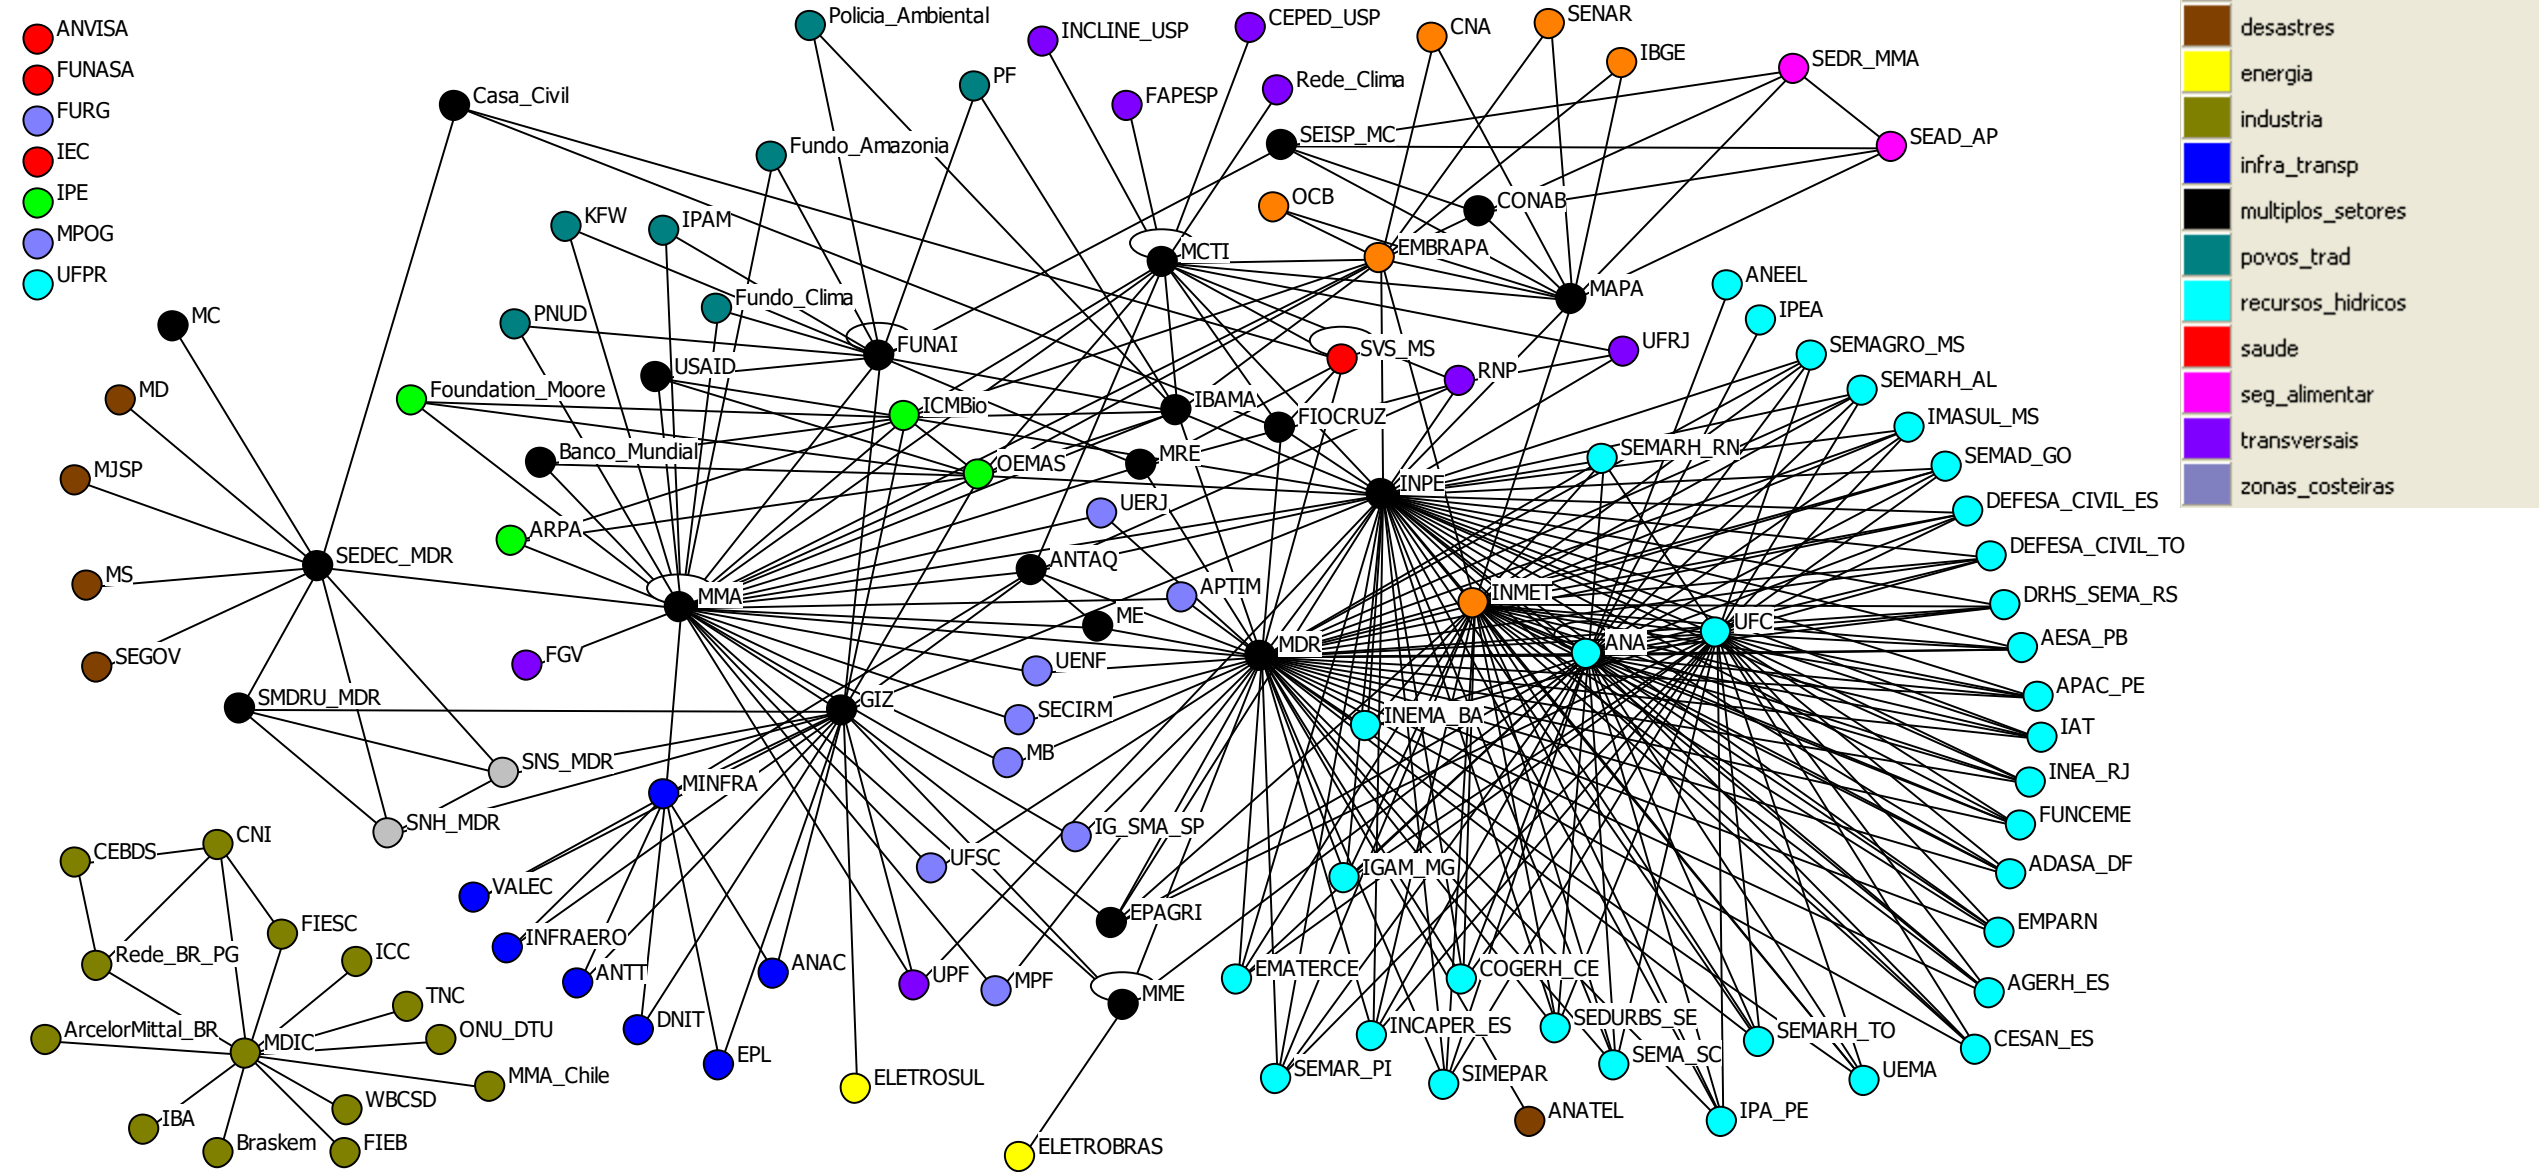 ANVISA
FUNASA
FURG
IEC
IPE
MPOG
UFPR
Policia_Ambiental
INCLINE_USP
CEPED_USP
CNA
SENAR
IBGE
SEDR_MMA
PF
Casa_Civil
FAPESP
Rede_Clima
SEISP_MC
SEAD_AP
Fundo_Amazonia
OCB
CONAB
KFW
IPAM
MCTI
EMBRAPA
MAPA
ANEEL
IPEA
MC
PNUD
Fundo_Clima
FUNAI
SVS_MS
UFRJ
SEMAGRO_MS
USAID
RNP
SEMARH_AL
MD
Foundation_Moore
ICMBio
IBAMA
FIOCRUZ
IMASUL_MS
Banco_Mundial
OEMAS
MRE
SEMARH_RN
SEMAD_GO
MJSP
INPE
UERJ
DEFESA_CIVIL_ES
ARPA
DEFESA_CIVIL_TO
SEDEC_MDR
ANTAQ
MS
MMA
APTIM
INMET
DRHS_SEMA_RS
ME
MDR
ANA
UFC
AESA_PB
SEGOV
FGV
UENF
APAC_PE
SMDRU_MDR
GIZ
SECIRM
INEMA_BA
IAT
SNS_MDR
MB
INEA_RJ
MINFRA
SNH_MDR
IG_SMA_SP
FUNCEME
CNI
CEBDS
UFSC
IGAM_MG
ADASA_DF
VALEC
EPAGRI
EMPARN
FIESC
INFRAERO
Rede_BR_PG
ICC
ANTT
ANAC
UPF
MPF
MME
EMATERCE
COGERH_CE
AGERH_ES
TNC
ArcelorMittal_BR
MDIC
ONU_DTU
DNIT
INCAPER_ES
SEDURBS_SE
SEMARH_TO
CESAN_ES
EPL
MMA_Chile
ELETROSUL
SEMAR_PI
SIMEPAR
SEMA_SC
UEMA
WBCSD
IBA
ANATEL
IPA_PE
Braskem
FIEB
ELETROBRAS
desastres
energia
industria
infra_transp
multiplos_setores
povos_trad
recursos_hidricos
saude
seg_alimentar
transversais
zonas_costeiras